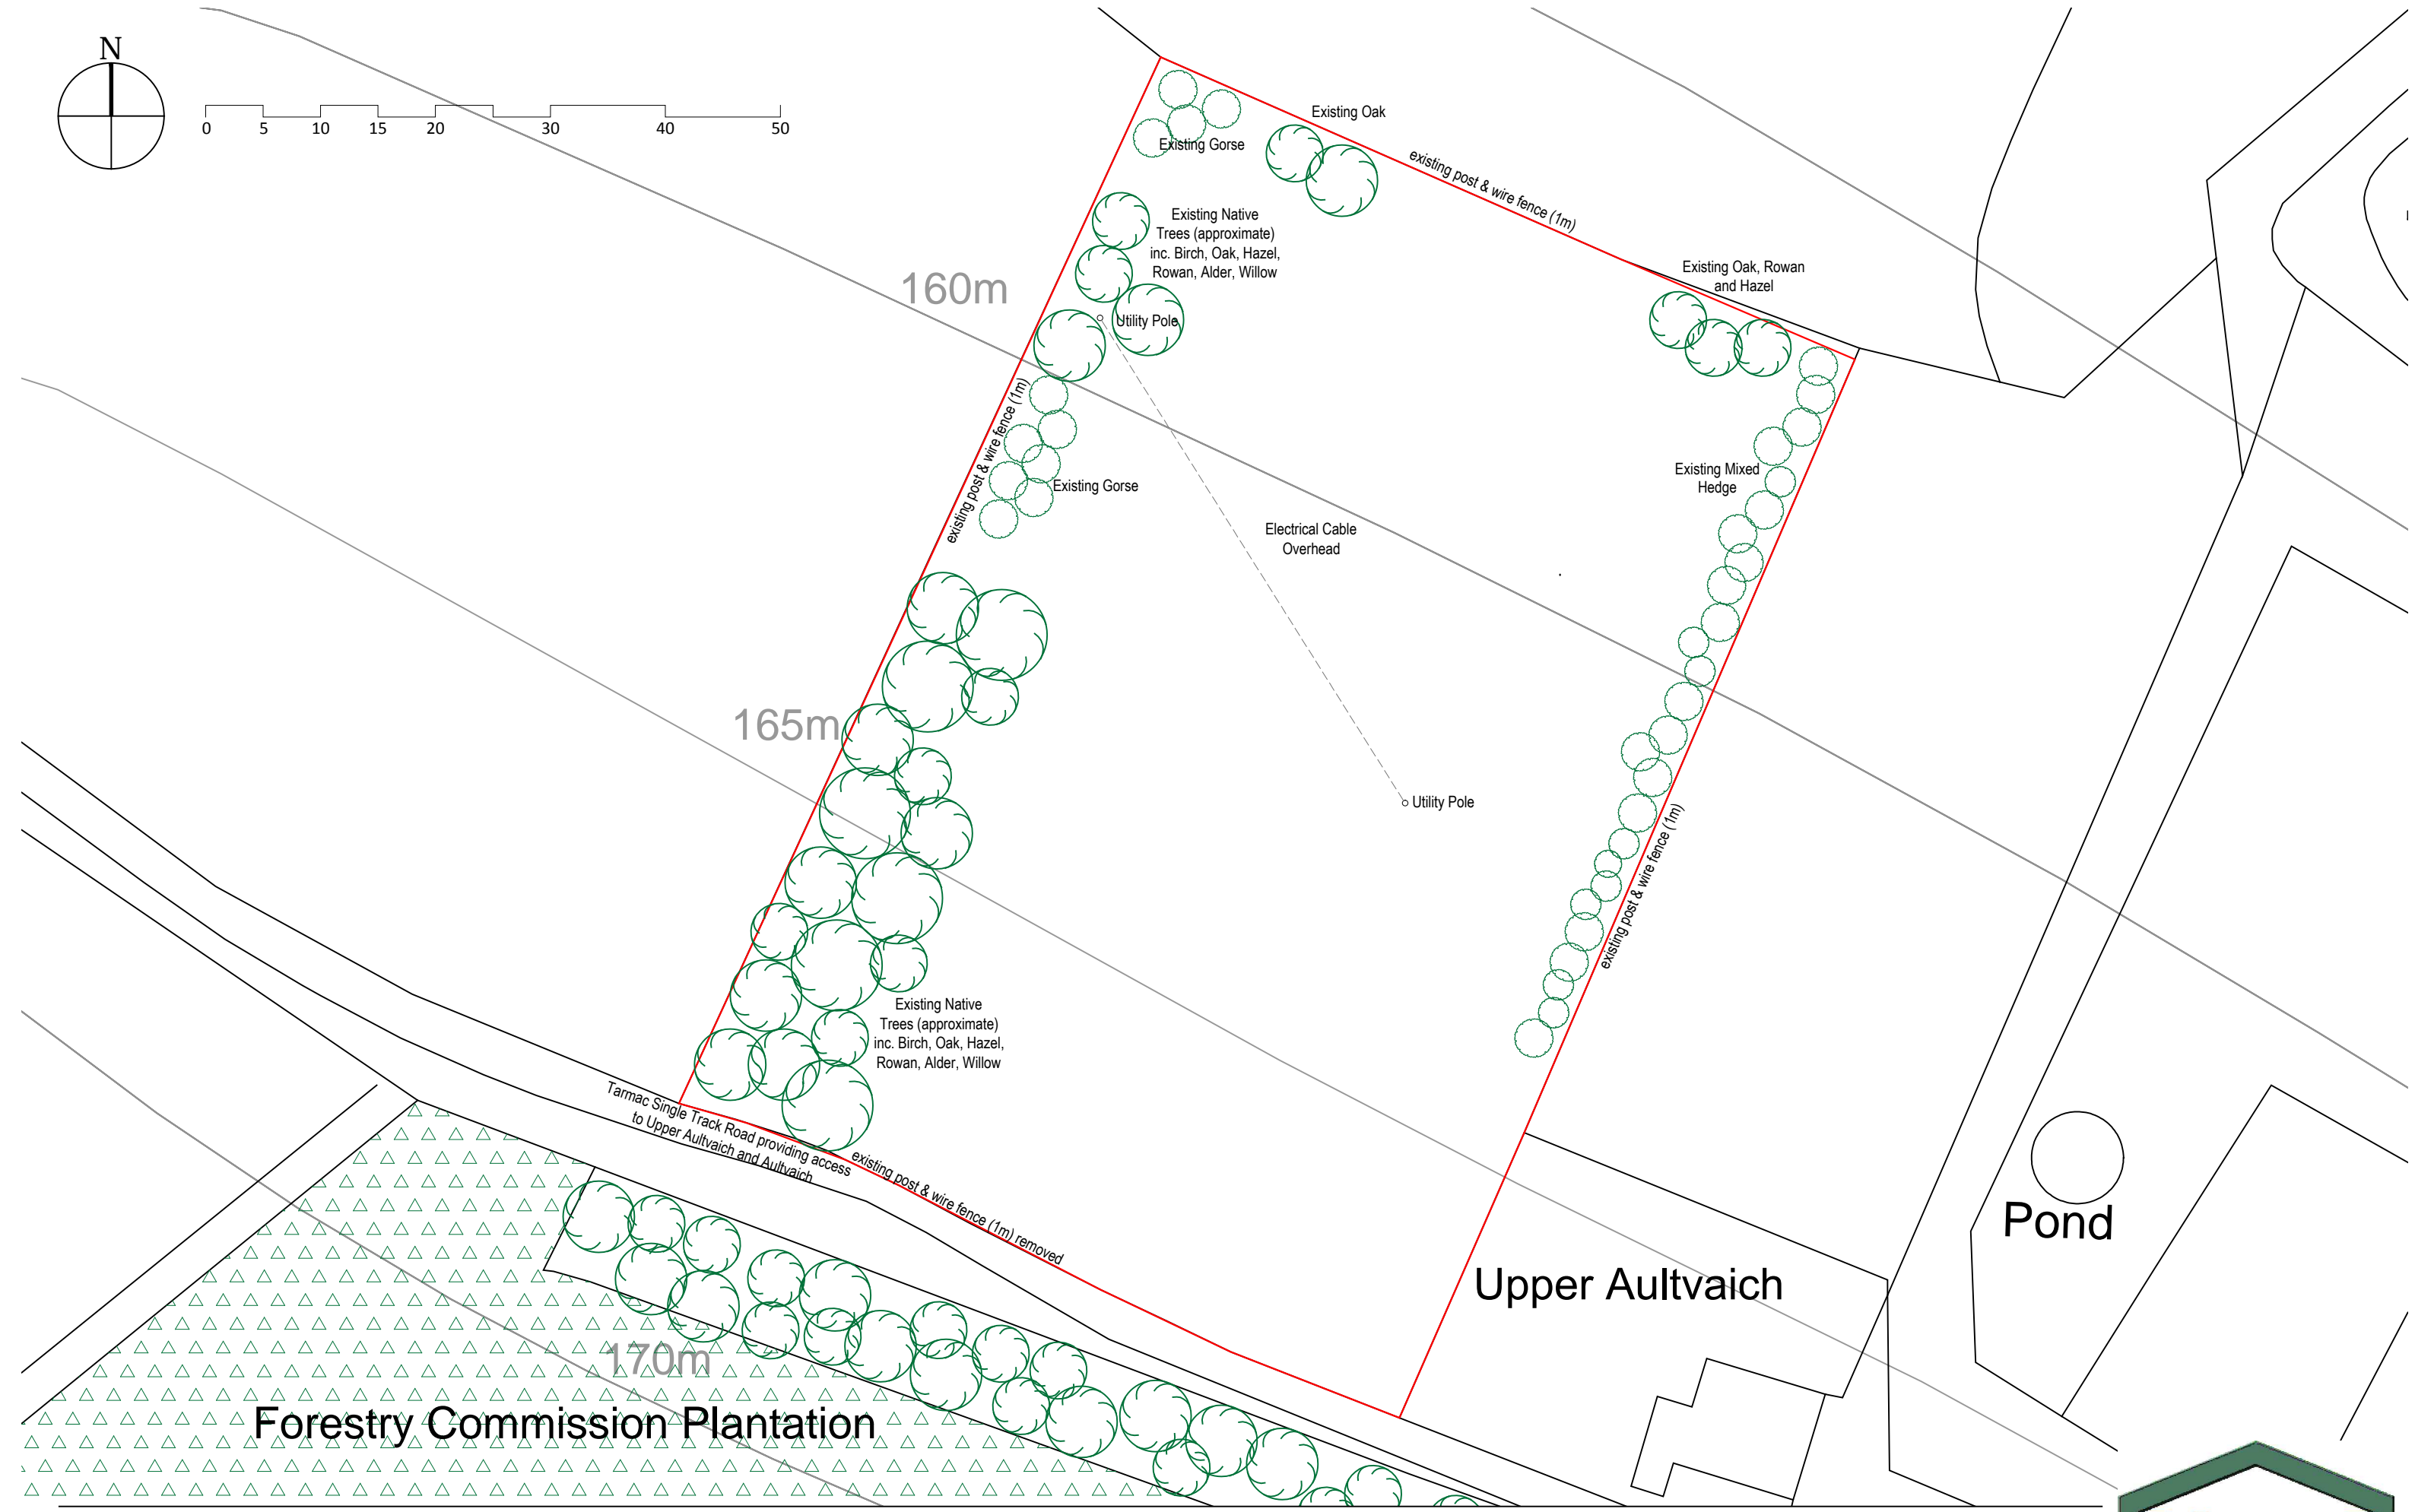 N
0 5 10 15 20 30 40 50
Existing Oak
Existing Gorse
existing post & wire fence (1m)
Existing Native
Trees (approximate)
inc. Birch, Oak, Hazel,
Rowan, Alder, Willow
Existing Oak, Rowan
and Hazel
160m
Utility Pole
existing post & wire fence (1m)
Existing Gorse
Existing Mixed
Hedge
Electrical Cable
Overhead
165m
Utility Pole
existing post & wire fence (1m)
Existing Native
Trees (approximate)
inc. Birch, Oak, Hazel,
Rowan, Alder, Willow
Tarmac Single Track Road providing access
to Upper Aultvaich and Aultvaich
existing post & wire fence (1m) removed
Pond
Upper Aultvaich
170m
Forestry Commission Plantation